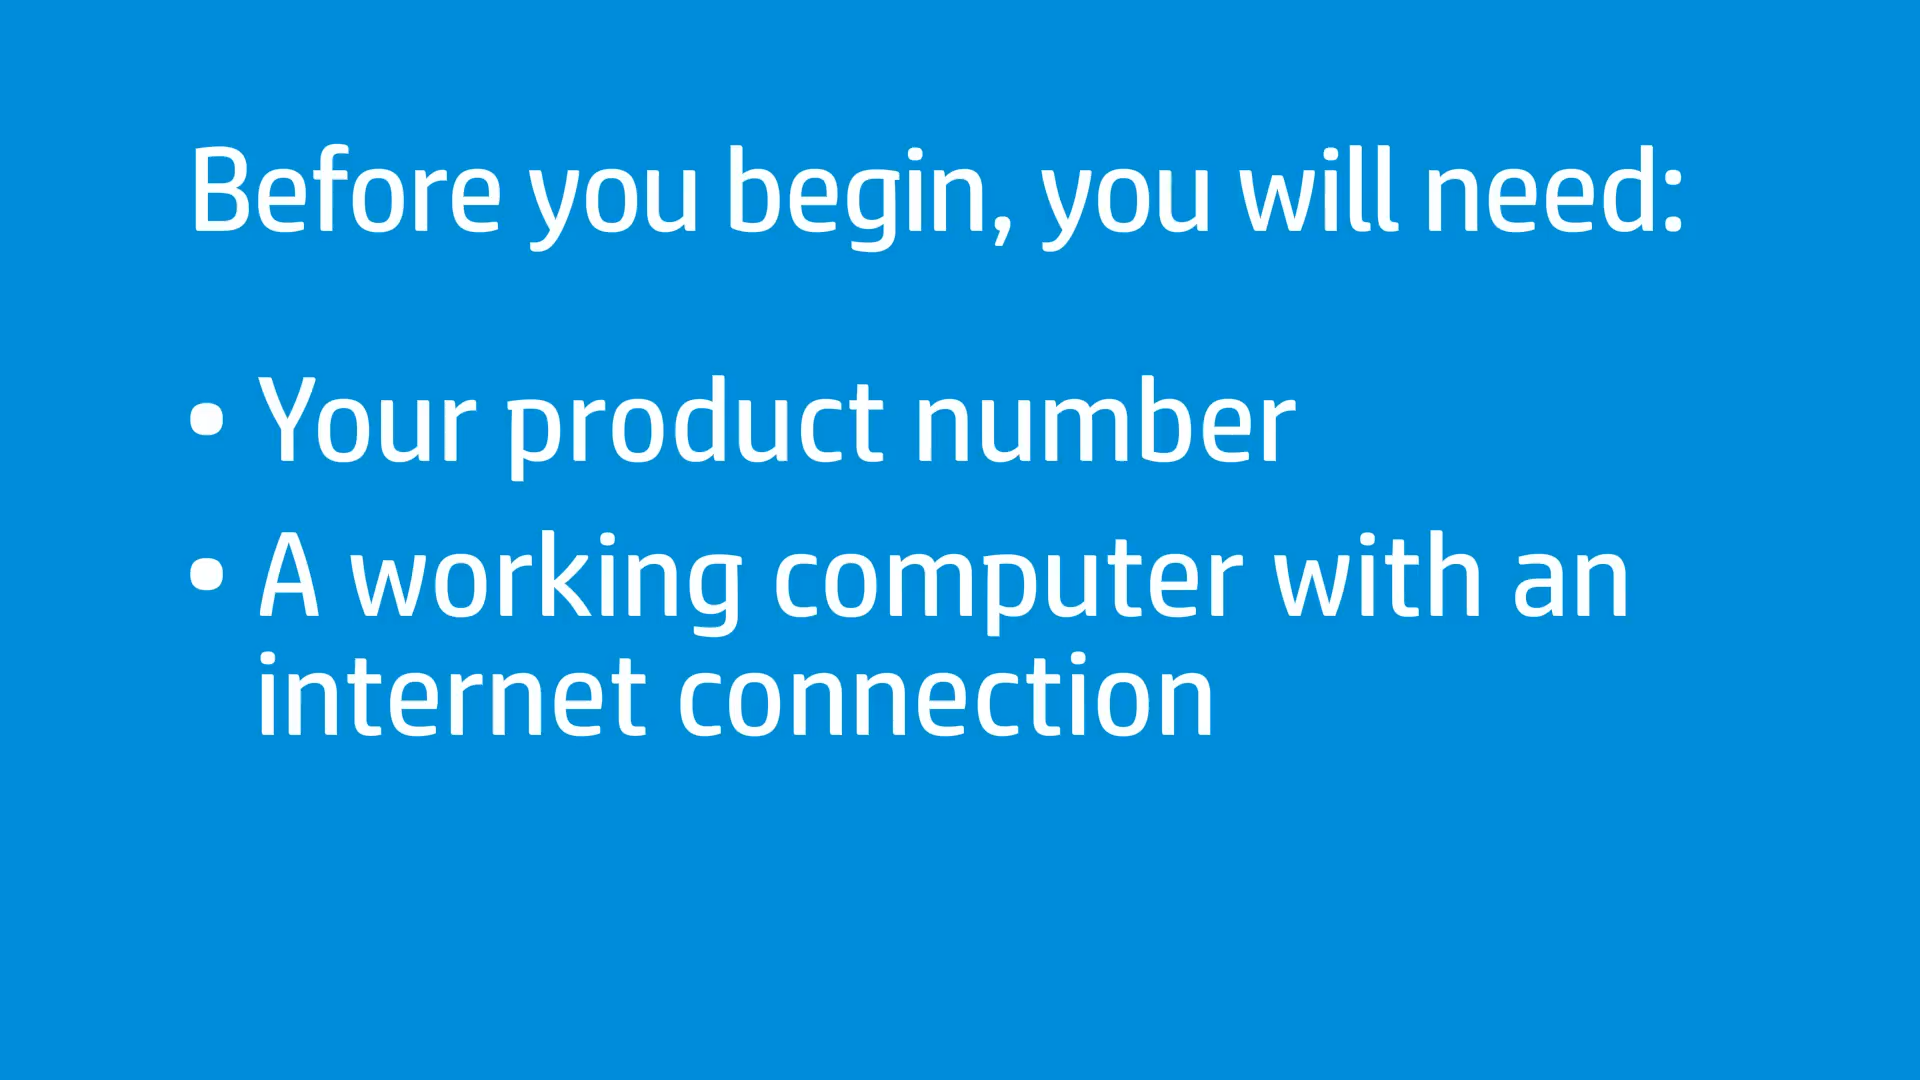 Before you begin, you will need:
• Your product number
• A working computer with an
internet connection